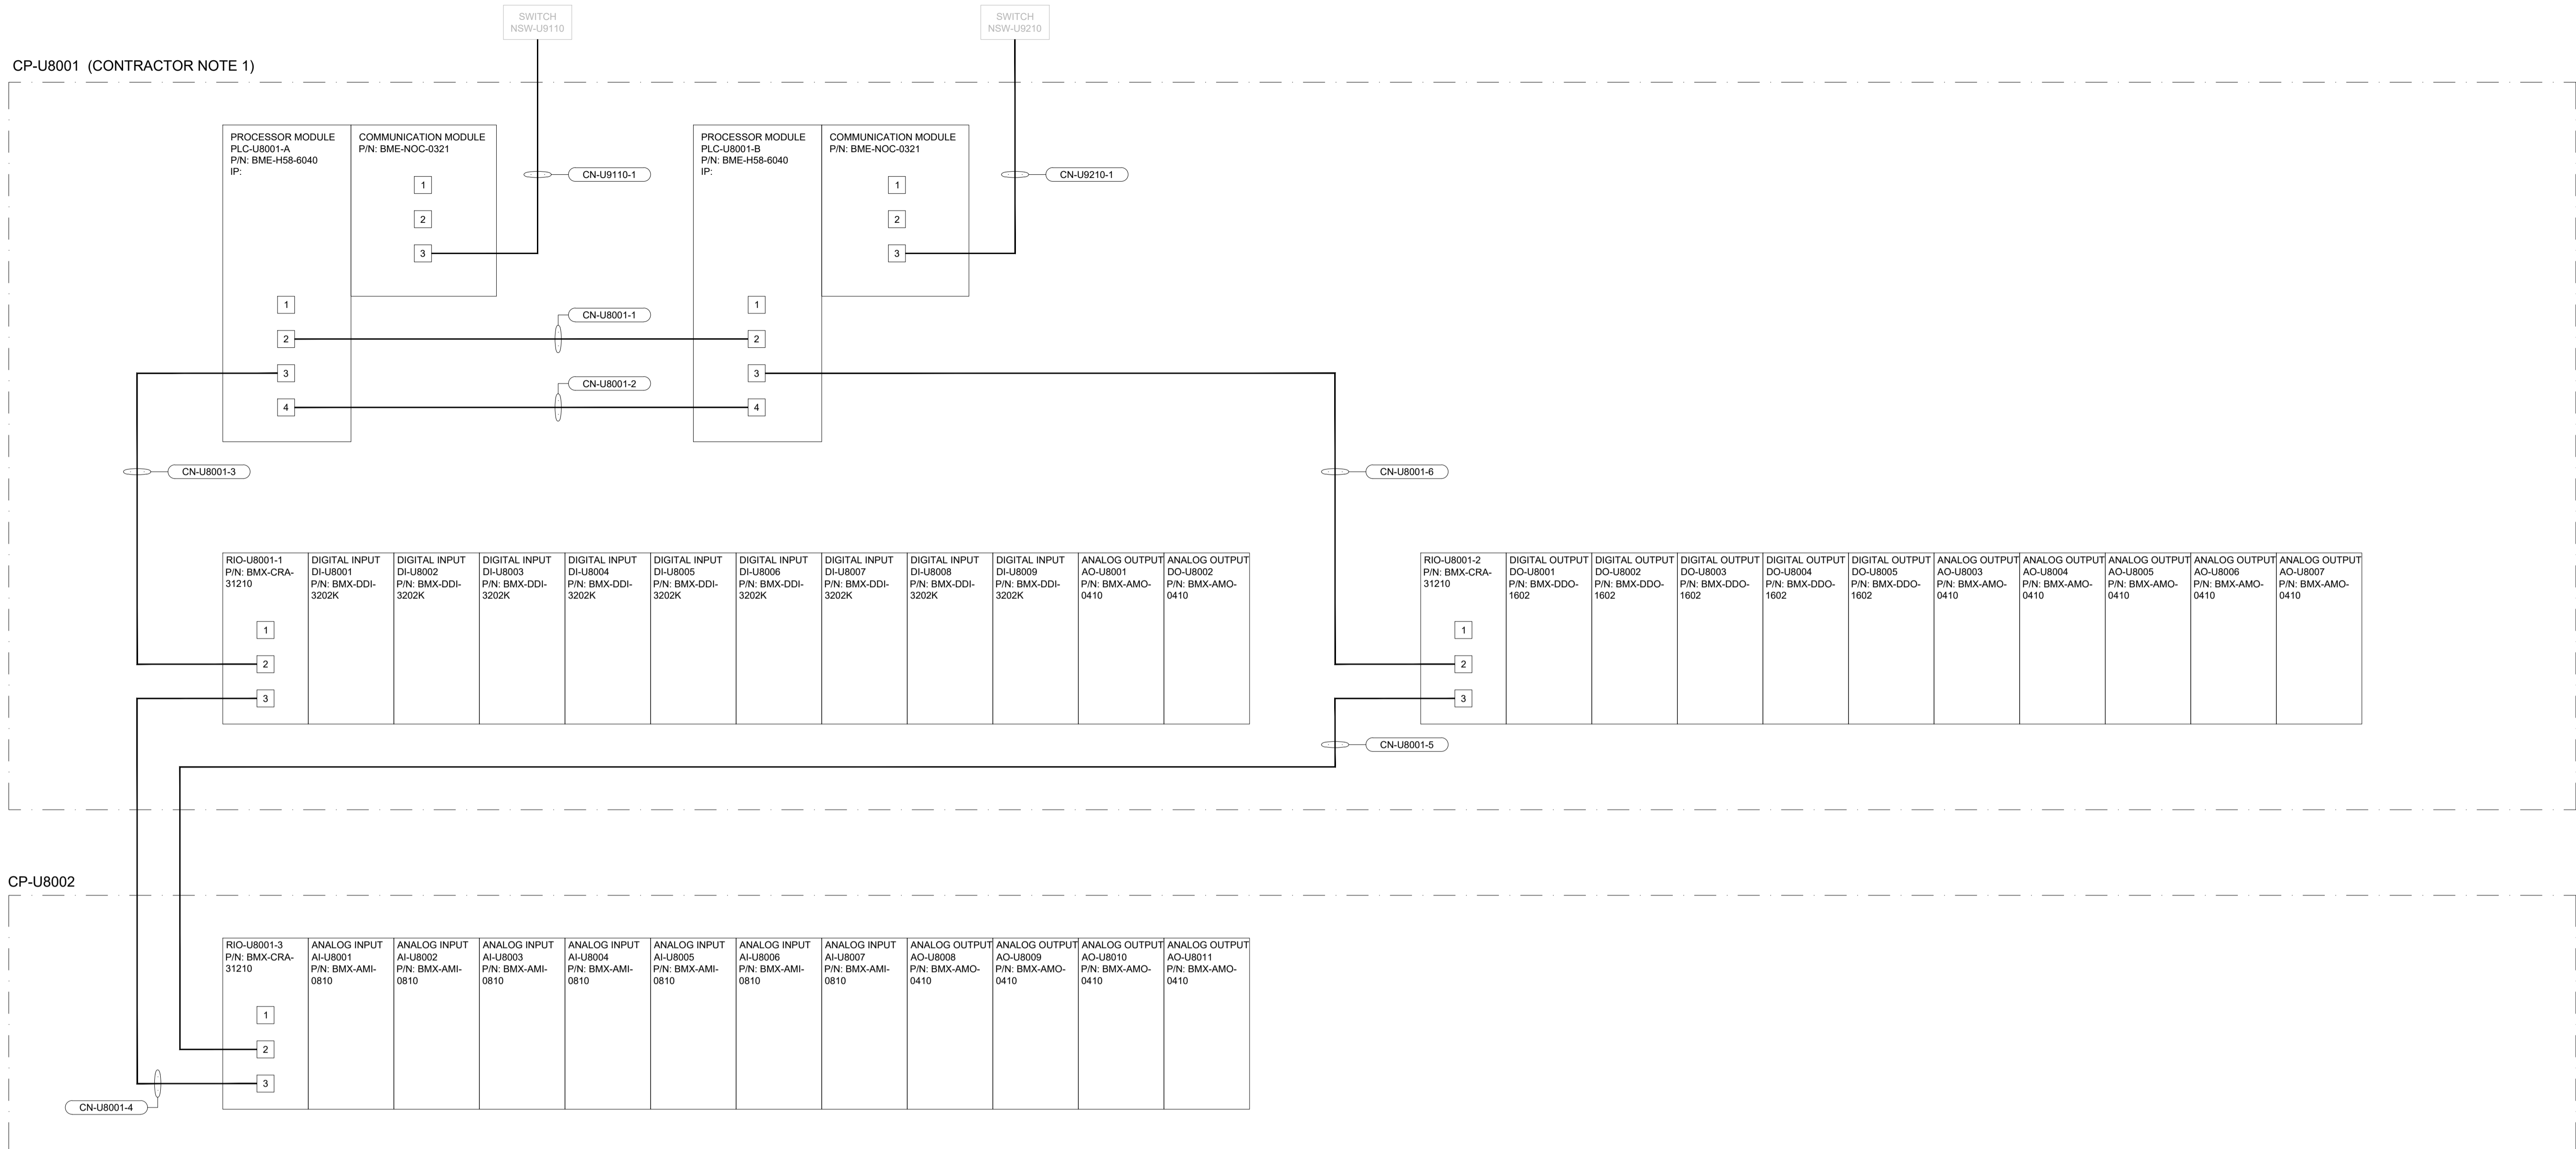 SWITCH
NSW-U9110
SWITCH
NSW-U9210
CP-U8001 (CONTRACTOR NOTE 1)
PROCESSOR MODULE
PLC-U8001-A
P/N: BME-H58-6040
IP:
COMMUNICATION MODULE
P/N: BME-NOC-0321
1
2
3
1
2
3
4
CN-U9110-1
PROCESSOR MODULE
PLC-U8001-B
P/N: BME-H58-6040
IP:
COMMUNICATION MODULE
P/N: BME-NOC-0321
1
2
3
1
2
3
4
CN-U9210-1
CN-U8001-1
CN-U8001-2
CN-U8001-3
CN-U8001-6
RIO-U8001-1
P/N: BMX-CRA-
31210
1
2
3
DIGITAL INPUT
DI-U8001
P/N: BMX-DDI-
3202K
DIGITAL INPUT
DI-U8002
P/N: BMX-DDI-
3202K
DIGITAL INPUT
DI-U8003
P/N: BMX-DDI-
3202K
DIGITAL INPUT
DI-U8004
P/N: BMX-DDI-
3202K
DIGITAL INPUT
DI-U8005
P/N: BMX-DDI-
3202K
DIGITAL INPUT
DI-U8006
P/N: BMX-DDI-
3202K
DIGITAL INPUT
DI-U8007
P/N: BMX-DDI-
3202K
DIGITAL INPUT
DI-U8008
P/N: BMX-DDI-
3202K
DIGITAL INPUT
DI-U8009
P/N: BMX-DDI-
3202K
ANALOG OUTPUT
AO-U8001
P/N: BMX-AMO-
0410
ANALOG OUTPUT
DO-U8002
P/N: BMX-AMO-
0410
RIO-U8001-2
P/N: BMX-CRA-
31210
1
2
3
DIGITAL OUTPUT
DO-U8001
P/N: BMX-DDO-
1602
DIGITAL OUTPUT
DO-U8002
P/N: BMX-DDO-
1602
DIGITAL OUTPUT
DO-U8003
P/N: BMX-DDO-
1602
DIGITAL OUTPUT
DO-U8004
P/N: BMX-DDO-
1602
DIGITAL OUTPUT
DO-U8005
P/N: BMX-DDO-
1602
ANALOG OUTPUT
AO-U8003
P/N: BMX-AMO-
0410
ANALOG OUTPUT
AO-U8004
P/N: BMX-AMO-
0410
ANALOG OUTPUT
AO-U8005
P/N: BMX-AMO-
0410
ANALOG OUTPUT
AO-U8006
P/N: BMX-AMO-
0410
ANALOG OUTPUT
AO-U8007
P/N: BMX-AMO-
0410
CN-U8001-5
CP-U8002
RIO-U8001-3
P/N: BMX-CRA-
31210
1
2
3
ANALOG INPUT
AI-U8001
P/N: BMX-AMI-
0810
ANALOG INPUT
AI-U8002
P/N: BMX-AMI-
0810
ANALOG INPUT
AI-U8003
P/N: BMX-AMI-
0810
ANALOG INPUT
AI-U8004
P/N: BMX-AMI-
0810
ANALOG INPUT
AI-U8005
P/N: BMX-AMI-
0810
ANALOG INPUT
AI-U8006
P/N: BMX-AMI-
0810
ANALOG INPUT
AI-U8007
P/N: BMX-AMI-
0810
ANALOG OUTPUT
AO-U8008
P/N: BMX-AMO-
0410
ANALOG OUTPUT
AO-U8009
P/N: BMX-AMO-
0410
ANALOG OUTPUT
AO-U8010
P/N: BMX-AMO-
0410
ANALOG OUTPUT
AO-U8011
P/N: BMX-AMO-
0410
CN-U8001-4